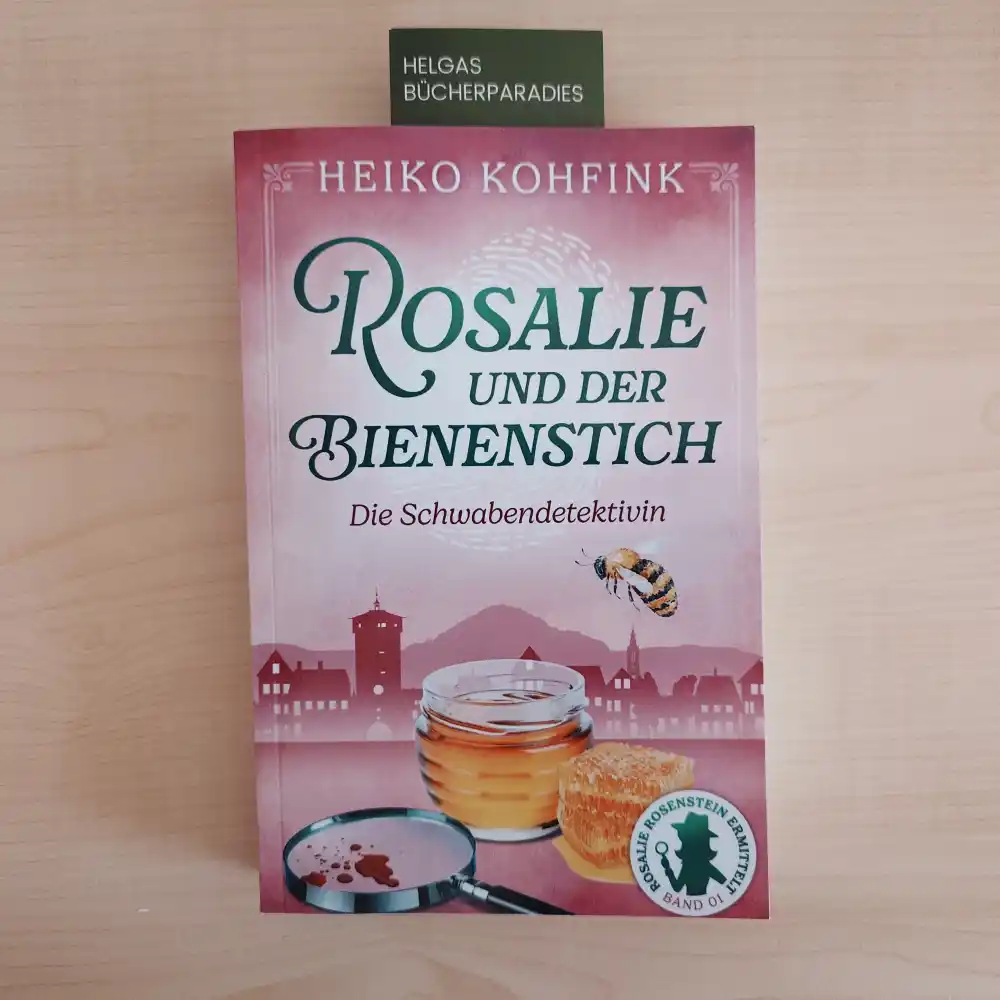 HELGAS
BÜCHERPARADIES
HEIKO KOHFINK
ROSALIE
UND DER
BIENENSTICH
Die Schwabendetektivin
ROSALIE ROSENSTEIN ERMITTELT
BAND 01